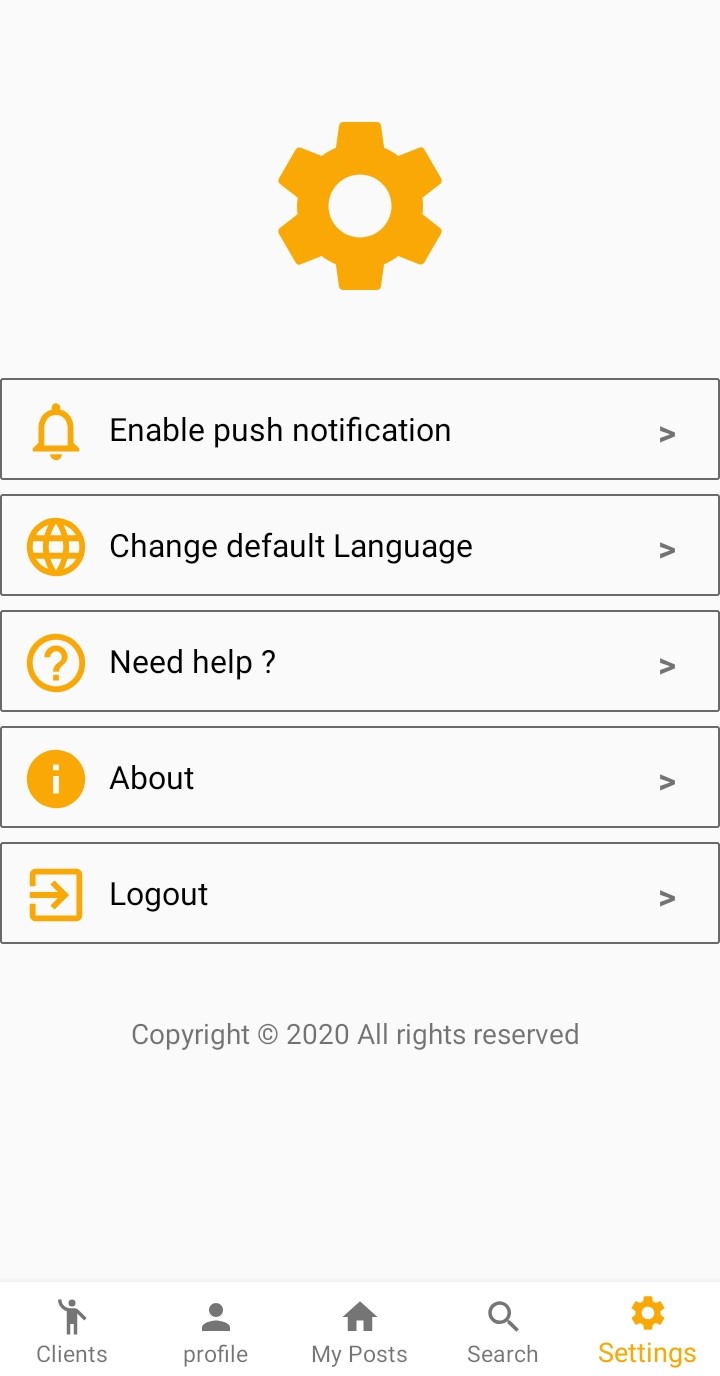 Enable push notification >
Change default Language >
Need help ? >
About >
Logout >
Copyright © 2020 All rights reserved
Clients profile My Posts Search Settings